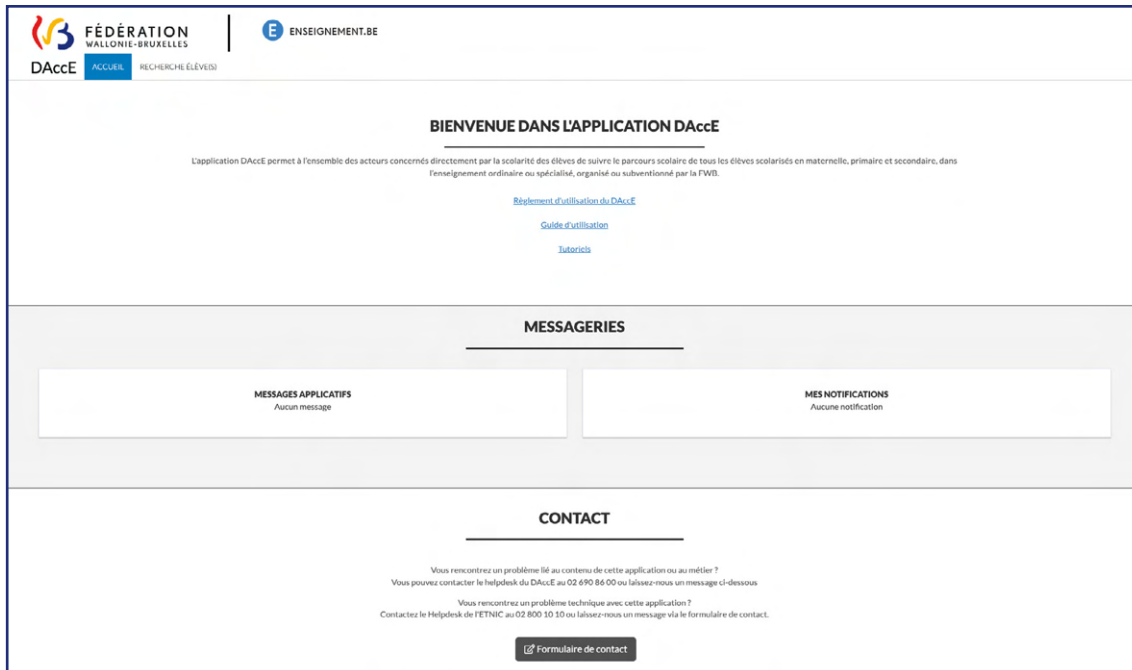 FÉDÉRATION
WALLONIE-BRUXELLES
E ENSEIGNEMENT.BE
DAccE ACCUEIL RECHERCHE ÉLÈVE(S)
BIENVENUE DANS L'APPLICATION DAccE
L'application DAccE permet à l'ensemble des acteurs concernés directement par la scolarité des élèves de suivre le parcours scolaire de tous les élèves scolarisés en maternelle, primaire et secondaire, dans
l'enseignement ordinaire ou spécialisé, organisé ou subventionné par la FWB.
Règlement d'utilisation du DAccE
Guide d'utilisation
Tutoriels
MESSAGERIES
MESSAGES APPLICATIFS
Aucun message
MES NOTIFICATIONS
Aucune notification
CONTACT
Vous rencontrez un problème lié au contenu de cette application ou au métier ?
Vous pouvez contacter le helpdesk du DAccE au 02 690 86 00 ou laissez-nous un message ci-dessous
Vous rencontrez un problème technique avec cette application ?
Contactez le Helpdesk de l'ETNIC au 02 800 10 10 ou laissez-nous un message via le formulaire de contact.
Formulaire de contact